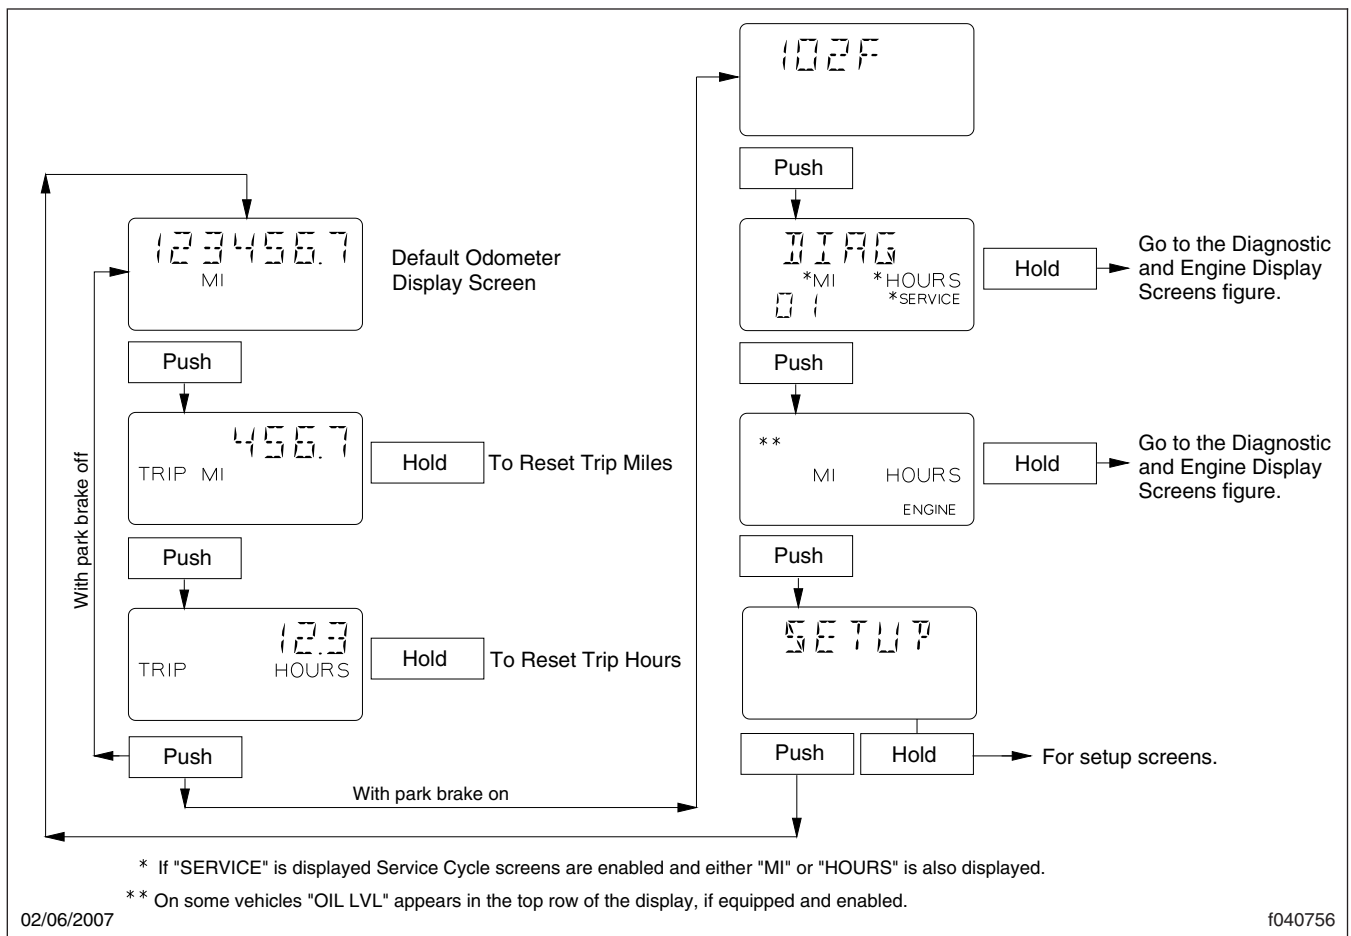 1234567
MI
Default Odometer
Display Screen
Push
456.7
TRIP MI
Hold
To Reset Trip Miles
Push
12.3
TRIP HOURS
Hold
To Reset Trip Hours
Push
With park brake off
With park brake on
102F
Push
DIAG
*MI *HOURS
*SERVICE
01
Hold
Go to the Diagnostic
and Engine Display
Screens figure.
Push
**
MI HOURS
ENGINE
Hold
Go to the Diagnostic
and Engine Display
Screens figure.
Push
SETUP
Push
Hold
For setup screens.
* If "SERVICE" is displayed Service Cycle screens are enabled and either "MI" or "HOURS" is also displayed.
** On some vehicles "OIL LVL" appears in the top row of the display, if equipped and enabled.
02/06/2007
f040756